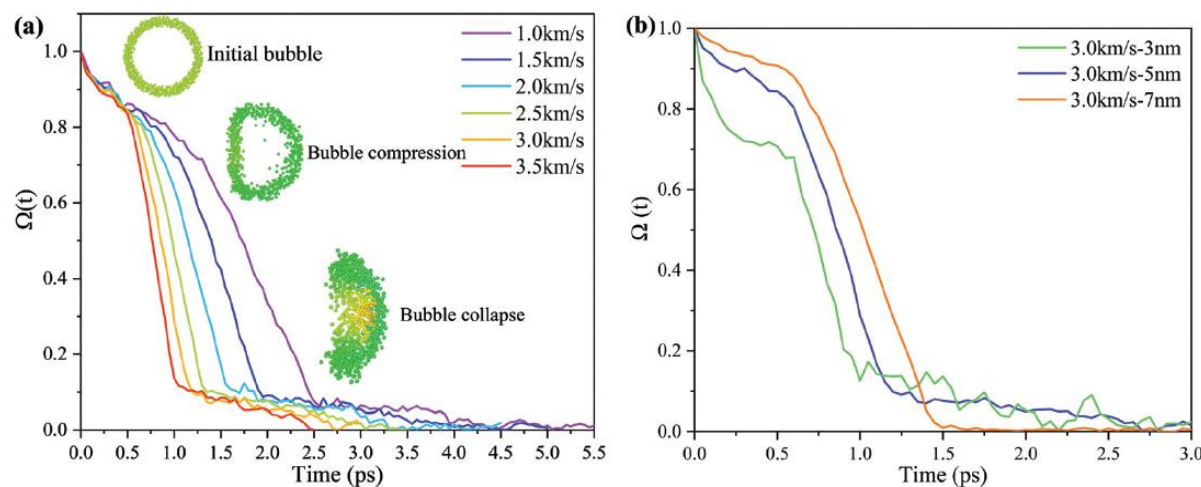 (a)
Initial bubble
Bubble compression
Bubble collapse
1.0km/s
1.5km/s
2.0km/s
2.5km/s
3.0km/s
3.5km/s
1.0
0.8
0.6
0.4
0.2
0.0
Ω(t)
0.0 0.5 1.0 1.5 2.0 2.5 3.0 3.5 4.0 4.5 5.0 5.5
Time (ps)
(b)
3.0km/s-3nm
3.0km/s-5nm
3.0km/s-7nm
1.0
0.8
0.6
0.4
0.2
0.0
Ω (t)
0.0 0.5 1.0 1.5 2.0 2.5 3.0
Time (ps)